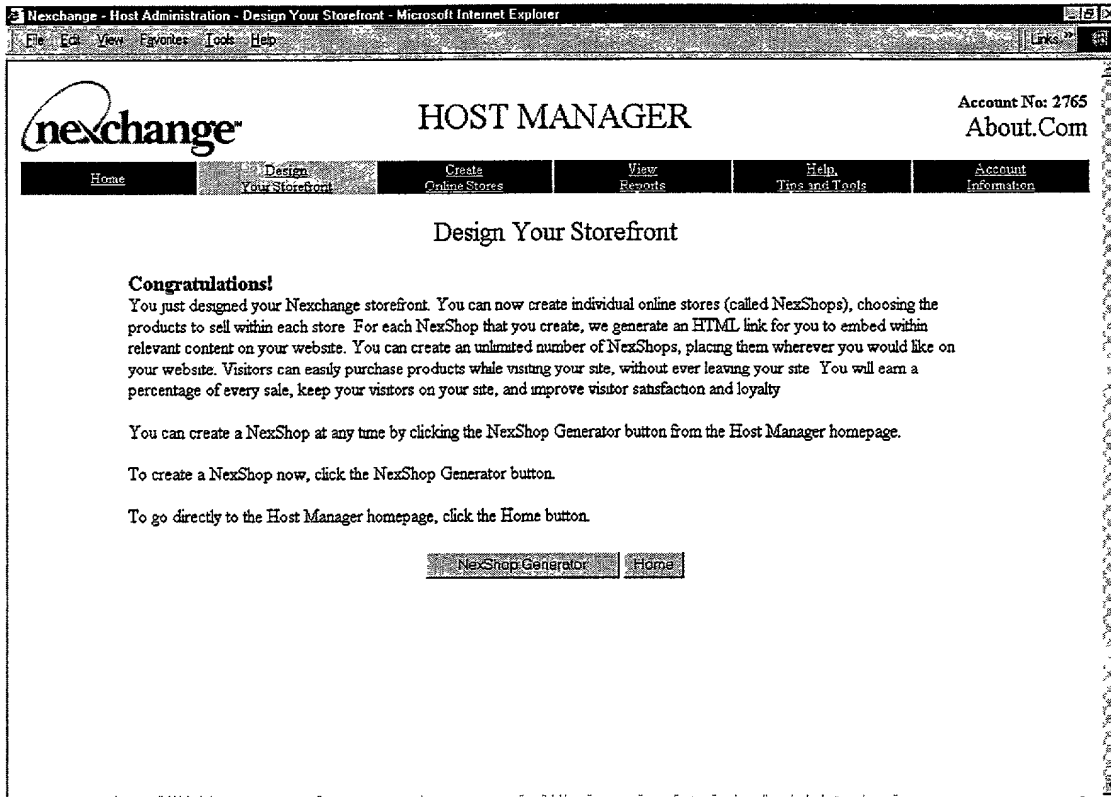 Nexchange - Host Administration - Design Your Storefront - Microsoft Internet Explorer
File Edit View Favorites Tools Help Links »
nexchange™
HOST MANAGER
Account No: 2765
About.Com
Home
Design
Your Storefront
Create
Online Stores
View
Reports
Help,
Tips and Tools
Account
Information
Design Your Storefront
Congratulations!
You just designed your Nexchange storefront. You can now create individual online stores (called NexShops), choosing the
products to sell within each store For each NexShop that you create, we generate an HTML link for you to embed within
relevant content on your website. You can create an unlimited number of NexShops, placing them wherever you would like on
your website. Visitors can easily purchase products while visiting your site, without ever leaving your site You will earn a
percentage of every sale, keep your visitors on your site, and improve visitor satisfaction and loyalty
You can create a NexShop at any time by clicking the NexShop Generator button from the Host Manager homepage.
To create a NexShop now, click the NexShop Generator button.
To go directly to the Host Manager homepage, click the Home button.
NexShop Generator Home